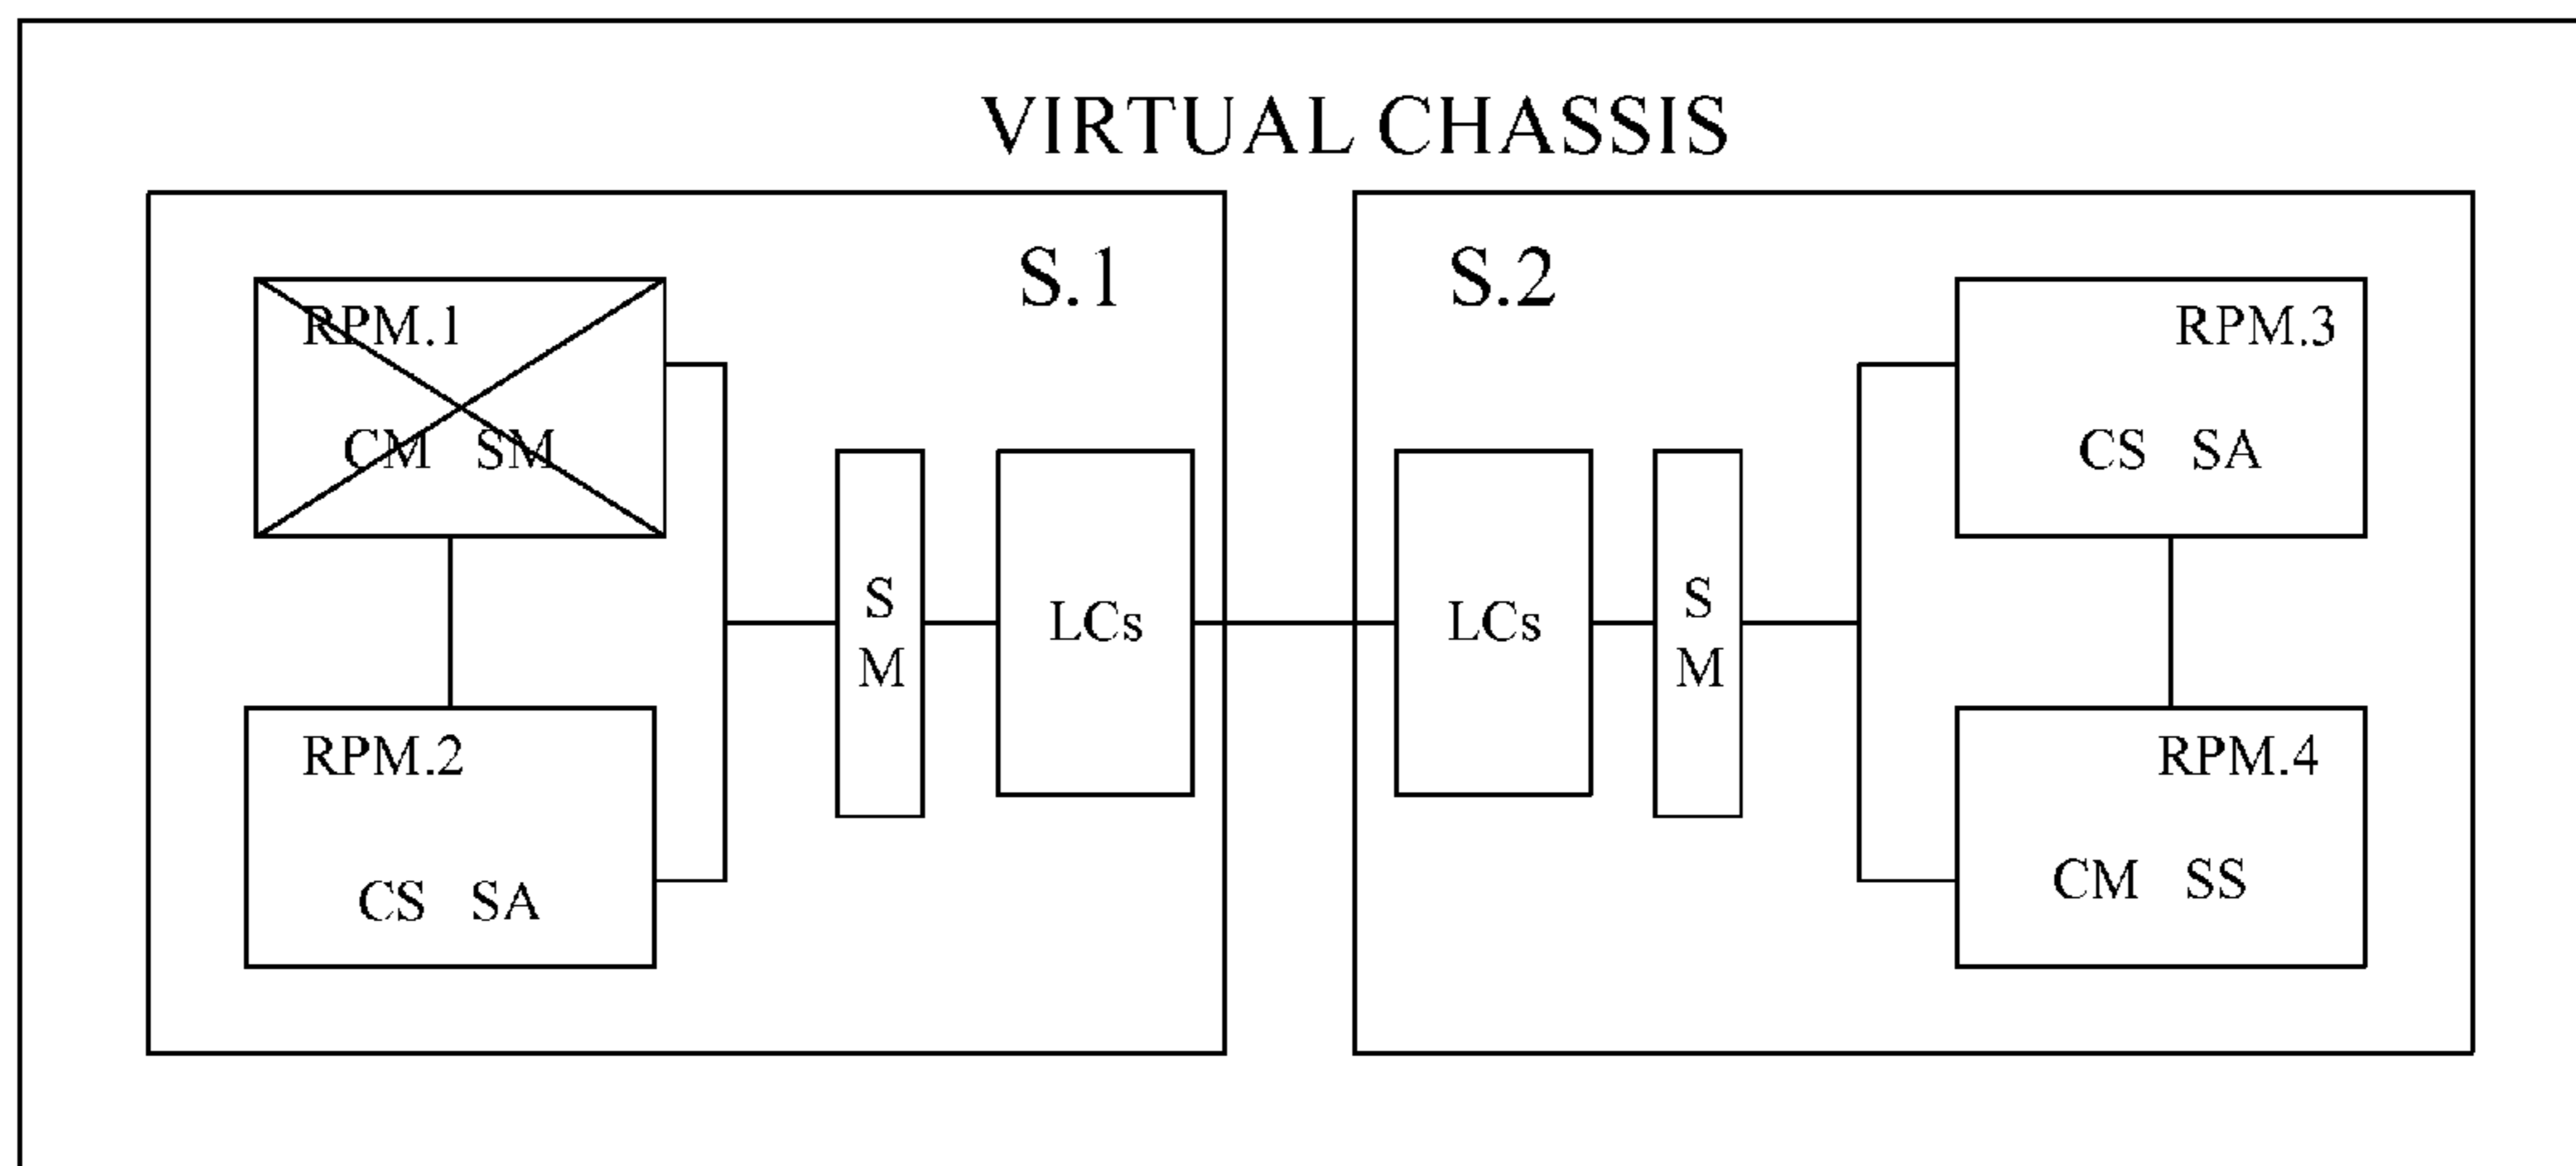 VIRTUAL CHASSIS
S.1
RPM.1
CM SM
RPM.2
CS SA
S
M
LCs
S.2
LCs
S
M
RPM.3
CS SA
RPM.4
CM SS